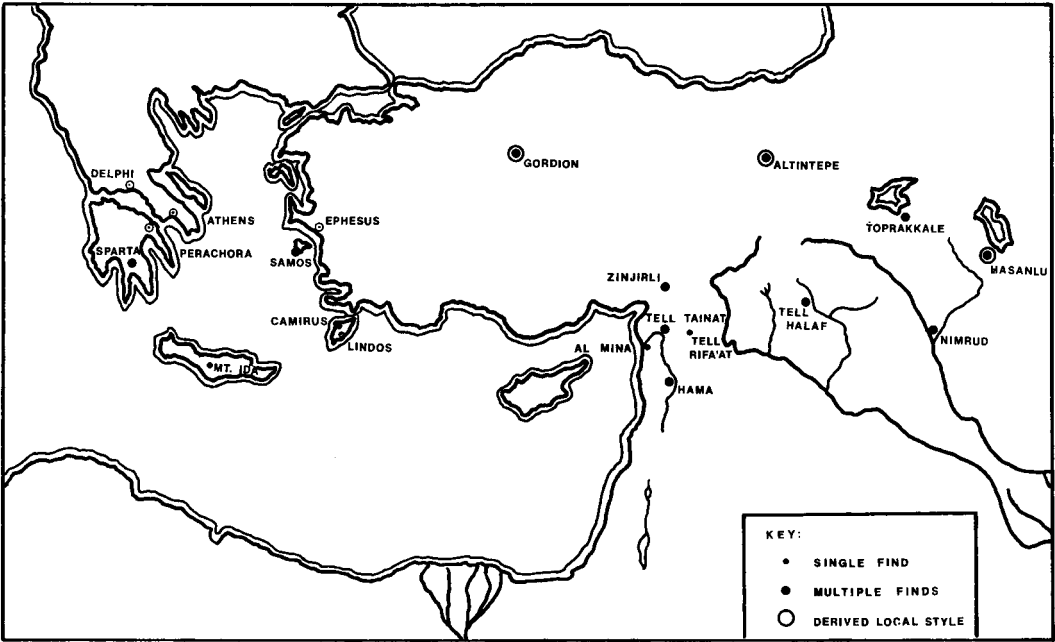 DELPHI
ATHENS
SPARTA
PERACHORA
EPHESUS
SAMOS
CAMIRUS
LINDOS
MT. IDA
GORDION
ALTINTEPE
TOPRAKKALE
HASANLU
ZINJIRLI
TELL TAINAT
TELL
RIFA'AT
AL MINA
HAMA
TELL
HALAF
NIMRUD
KEY:
SINGLE FIND
MULTIPLE FINDS
DERIVED LOCAL STYLE